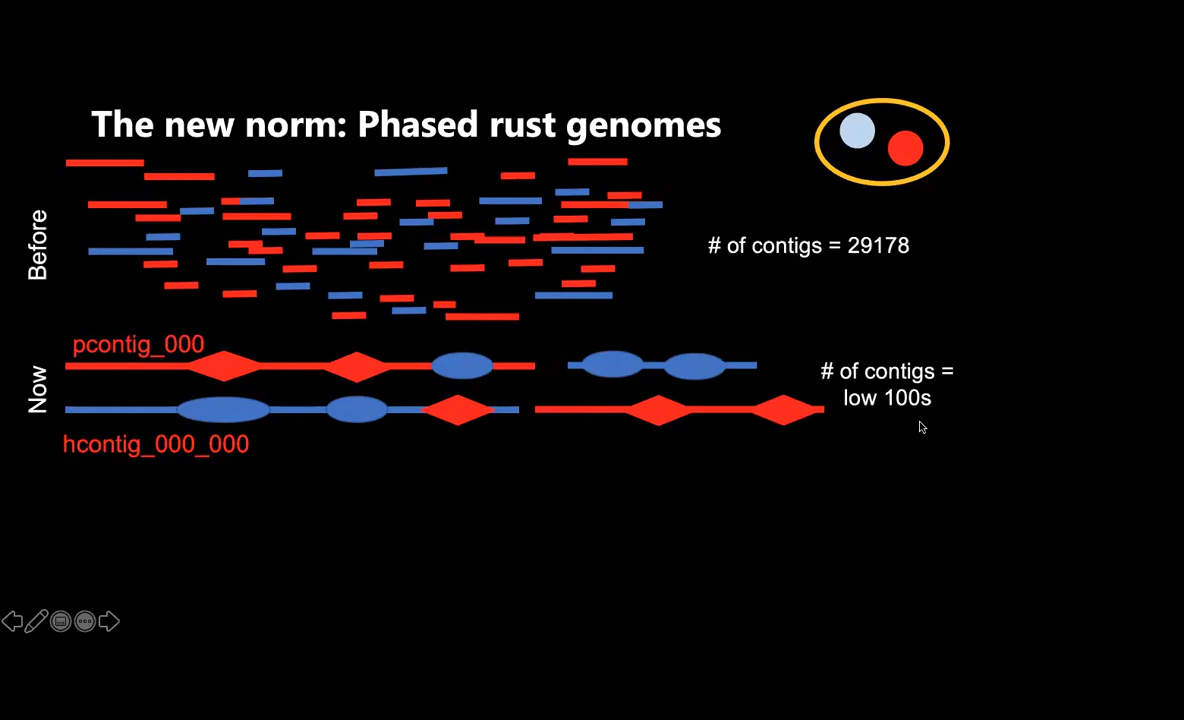 The new norm: Phased rust genomes
Before
# of contigs = 29178
pcontig_000
Now
# of contigs =
low 100s
hcontig_000_000